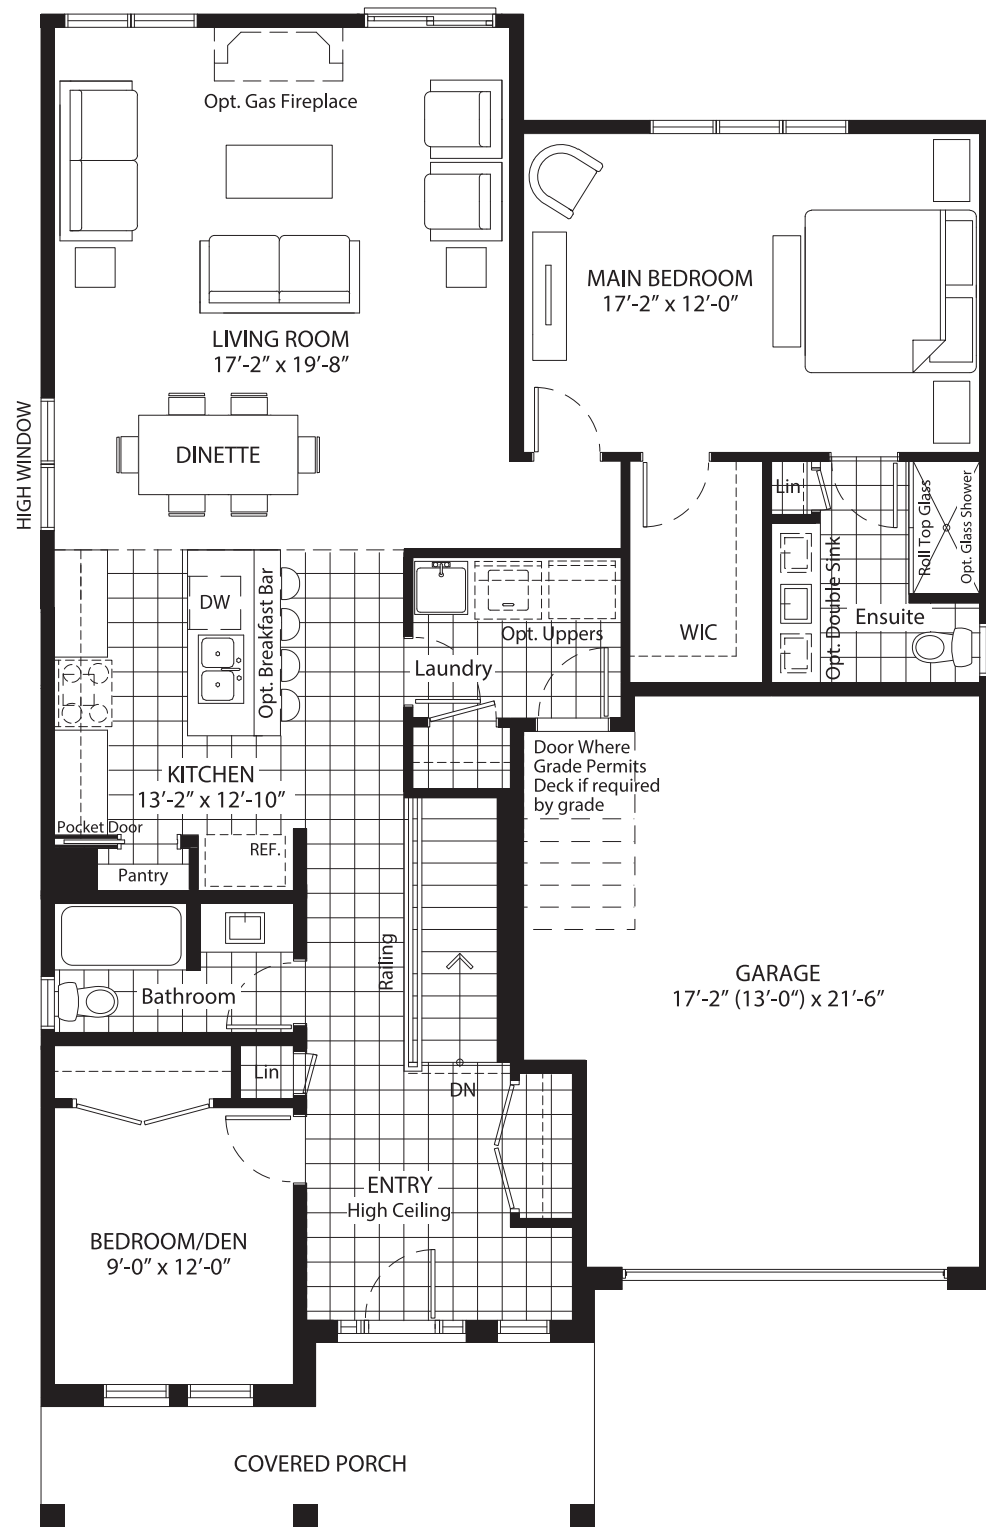 Opt. Gas Fireplace
MAIN BEDROOM
17'-2” x 12'-0”
LIVING ROOM
17'-2” x 19'-8”
HIGH WINDOW
DINETTE
Lin
Roll Top Glass
Opt. Glass Shower
Opt. Double Sink
Ensuite
WIC
DW
Opt. Breakfast Bar
Opt. Uppers
Laundry
Door Where
Grade Permits
Deck if required
by grade
KITCHEN
13'-2” x 12'-10”
Pocket Door
REF.
Pantry
Railing
Bathroom
GARAGE
17'-2” (13'-0“) x 21'-6”
Lin
DN
ENTRY
High Ceiling
BEDROOM/DEN
9'-0” x 12'-0”
COVERED PORCH